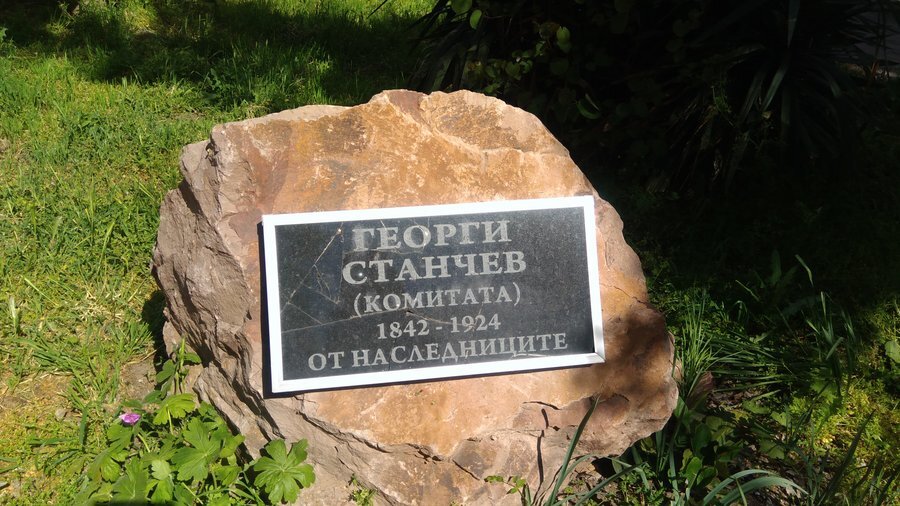 ГЕОРГИ
СТАНЧЕВ
(КОМИТАТА)
1842 - 1924
ОТ НАСЛЕДНИЦИТЕ